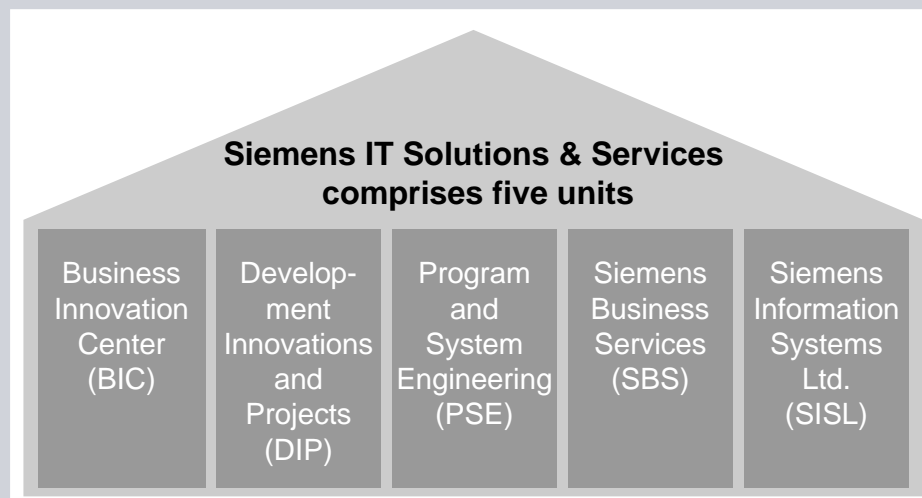 Siemens IT Solutions & Services
comprises five units
Business
Innovation
Center
(BIC)
Develop-
ment
Innovations
and
Projects
(DIP)
Program
and
System
Engineering
(PSE)
Siemens
Business
Services
(SBS)
Siemens
Information
Systems
Ltd.
(SISL)